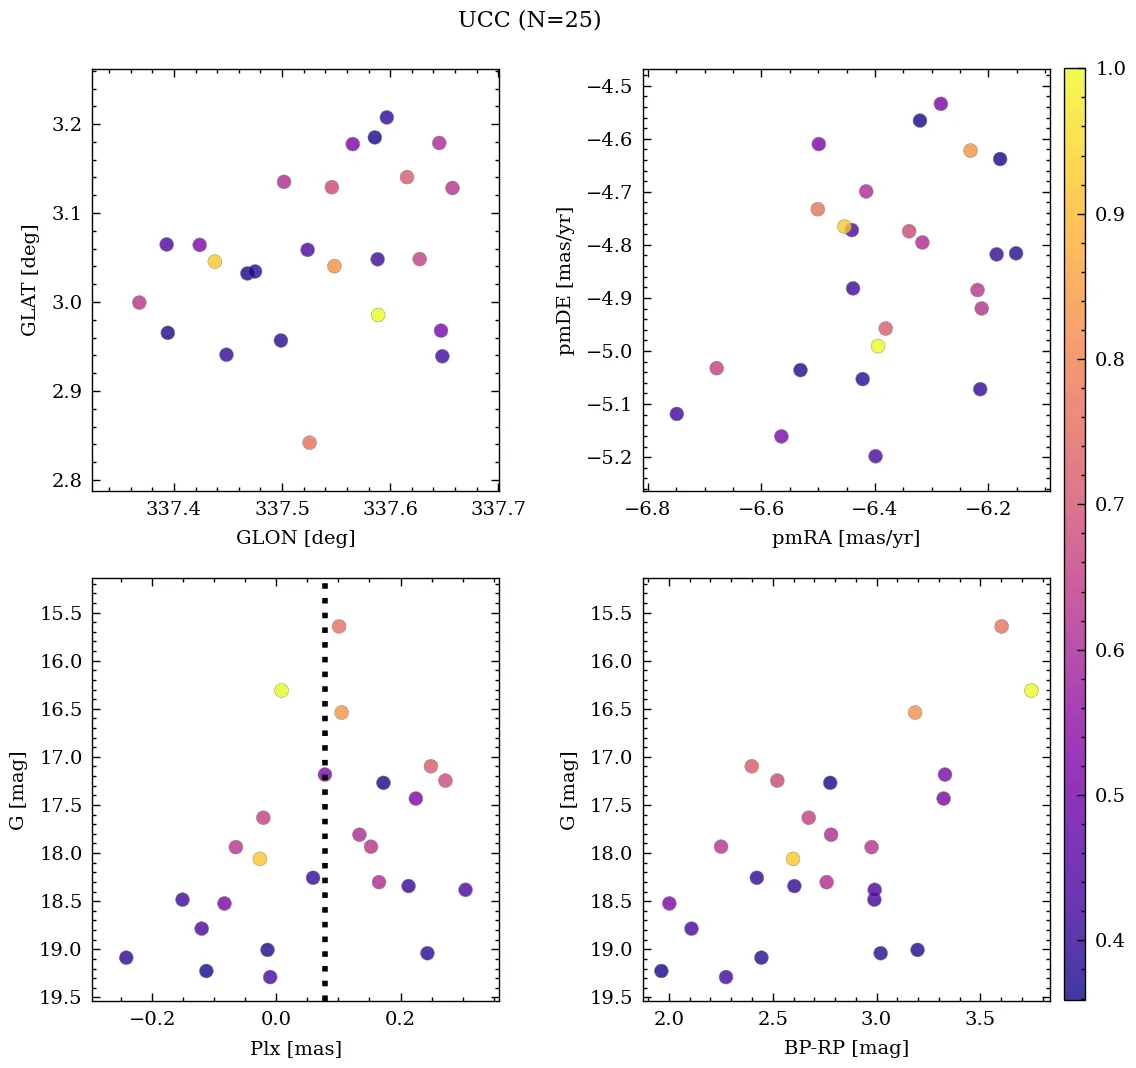 UCC (N=25)
3.2
3.1
3.0
2.9
2.8
GLAT [deg]
337.4 337.5 337.6 337.7
GLON [deg]
−4.5
−4.6
−4.7
−4.8
−4.9
−5.0
−5.1
−5.2
pmDE [mas/yr]
−6.8 −6.6 −6.4 −6.2
pmRA [mas/yr]
1.0
0.9
0.8
0.7
0.6
0.5
0.4
15.5
16.0
16.5
17.0
17.5
18.0
18.5
19.0
19.5
G [mag]
−0.2 0.0 0.2
Plx [mas]
15.5
16.0
16.5
17.0
17.5
18.0
18.5
19.0
19.5
G [mag]
2.0 2.5 3.0 3.5
BP-RP [mag]